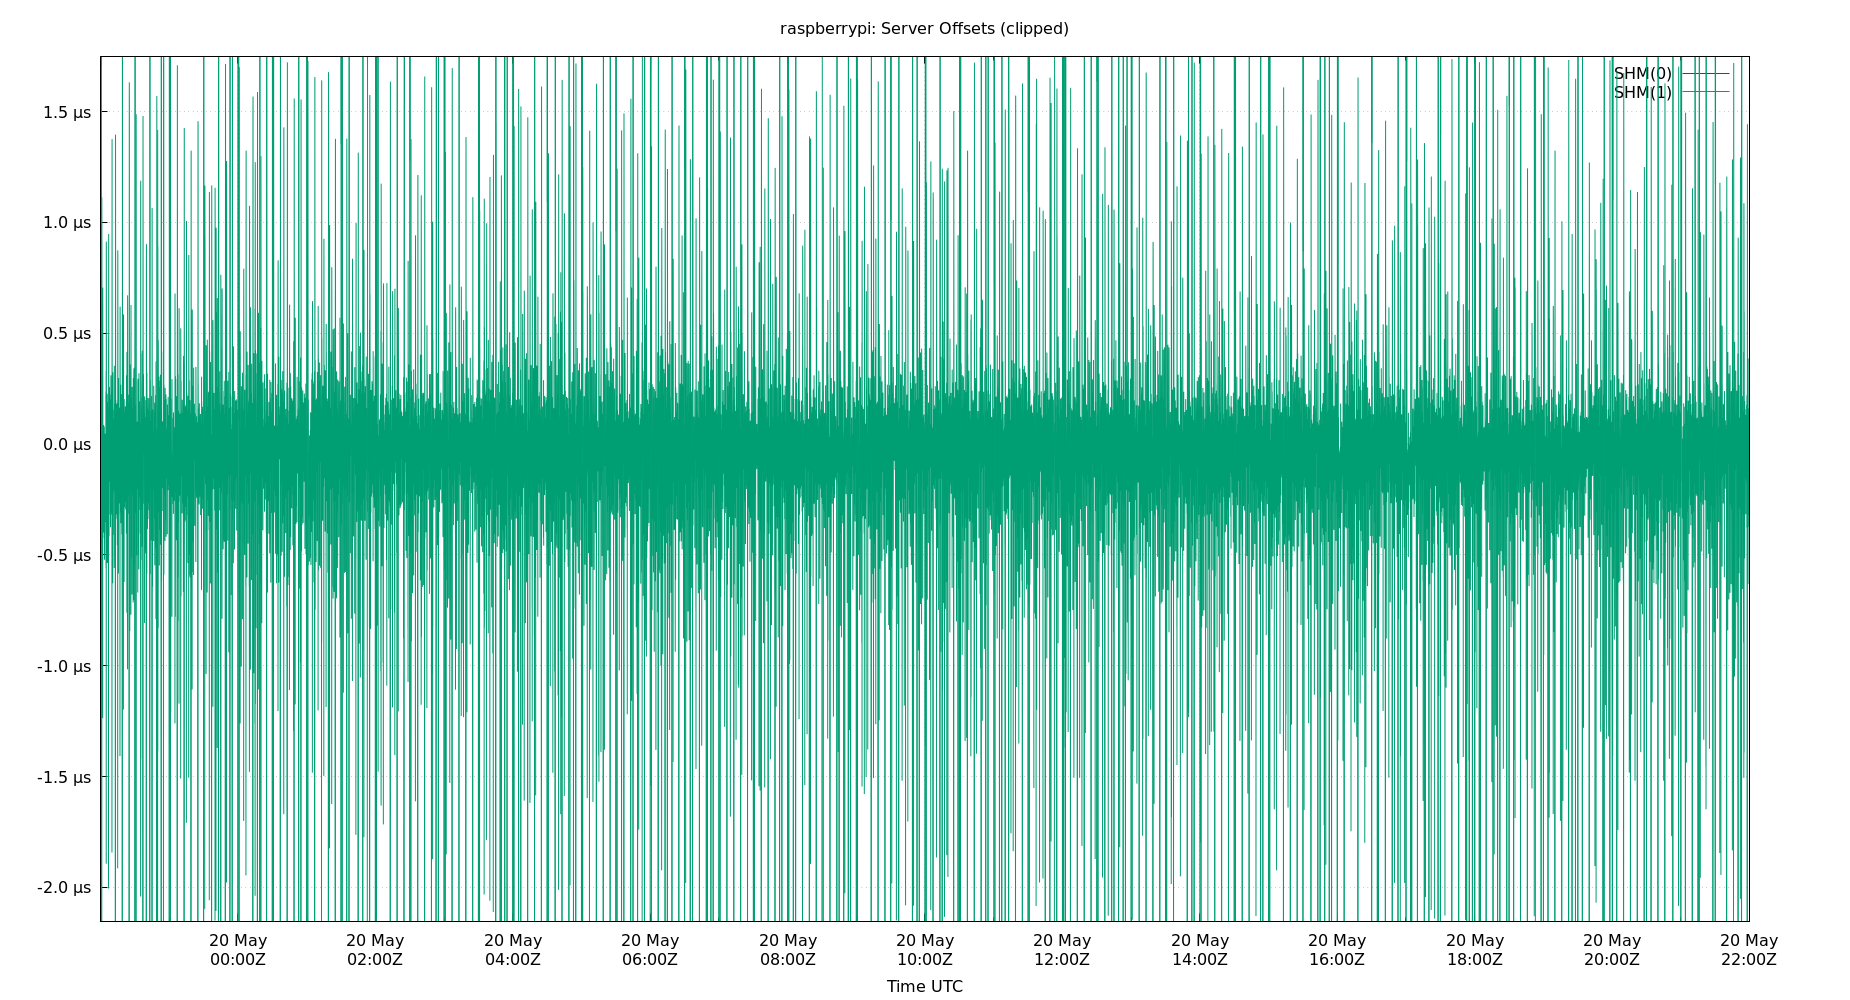 raspberrypi: Server Offsets (clipped)
SHM(0)
SHM(1)
1.5 µs
1.0 µs
0.5 µs
0.0 µs
-0.5 µs
-1.0 µs
-1.5 µs
-2.0 µs
20 May 20 May 20 May 20 May 20 May 20 May 20 May 20 May 20 May 20 May 20 May 20 May
00:00Z 02:00Z 04:00Z 06:00Z 08:00Z 10:00Z 12:00Z 14:00Z 16:00Z 18:00Z 20:00Z 22:00Z
Time UTC